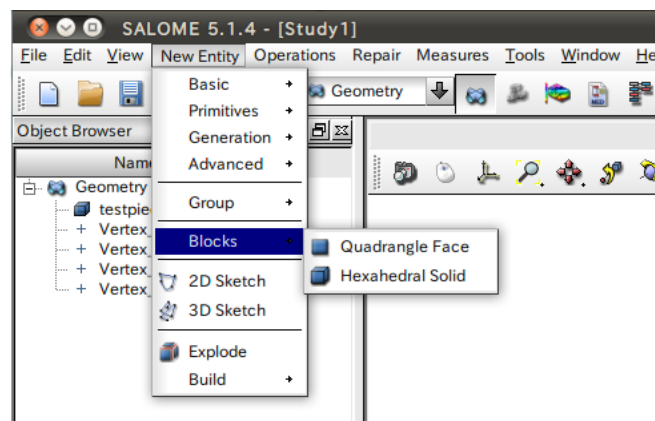 SALOME 5.1.4 - [Study1]
File Edit View New Entity Operations Repair Measures Tools Window He
Geometry
Object Browser
Name
Geometry
testpie
Vertex_
Vertex_
Vertex_
Vertex_
Basic
Primitives
Generation
Advanced
Group
Blocks
2D Sketch
3D Sketch
Explode
Build
Quadrangle Face
Hexahedral Solid